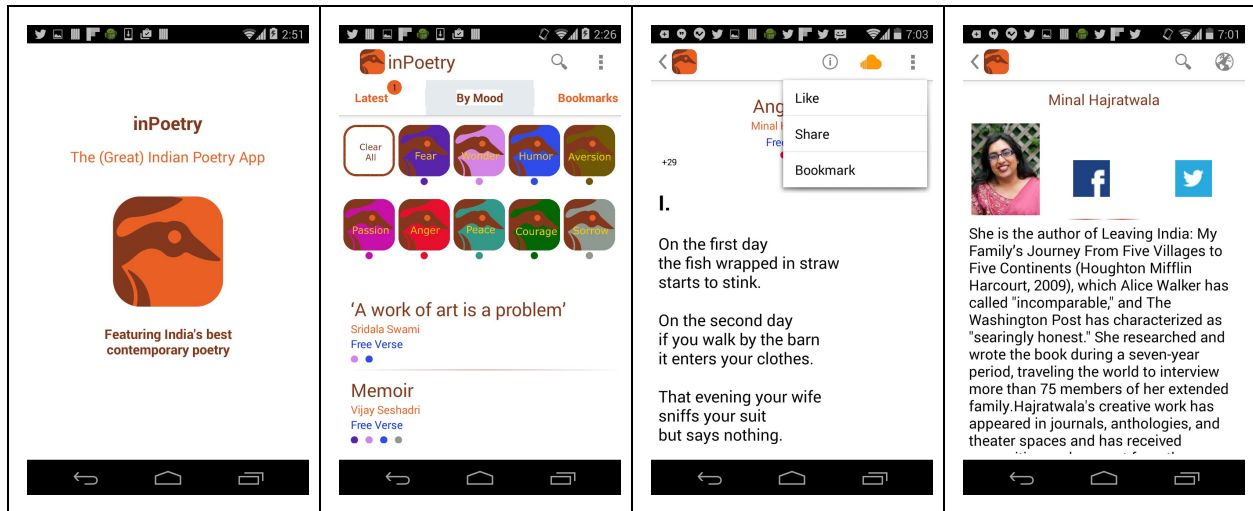 2:51
inPoetry
The (Great) Indian Poetry App
Featuring India's best
contemporary poetry
2:26
inPoetry
Latest
1
By Mood
Bookmarks
Clear
All
Fear
Wonder
Humor
Aversion
Passion
Anger
Peace
Courage
Sorrow
‘A work of art is a problem’
Sridala Swami
Free Verse
Memoir
Vijay Seshadri
Free Verse
7:03
Like
Share
Bookmark
Ang
Minal
Fre
+29
I.
On the first day
the fish wrapped in straw
starts to stink.
On the second day
if you walk by the barn
it enters your clothes.
That evening your wife
sniffs your suit
but says nothing.
7:01
Minal Hajratwala
f
She is the author of Leaving India: My
Family’s Journey From Five Villages to
Five Continents (Houghton Mifflin
Harcourt, 2009), which Alice Walker has
called "incomparable," and The
Washington Post has characterized as
"searingly honest." She researched and
wrote the book during a seven-year
period, traveling the world to interview
more than 75 members of her extended
family.Hajratwala's creative work has
appeared in journals, anthologies, and
theater spaces and has received